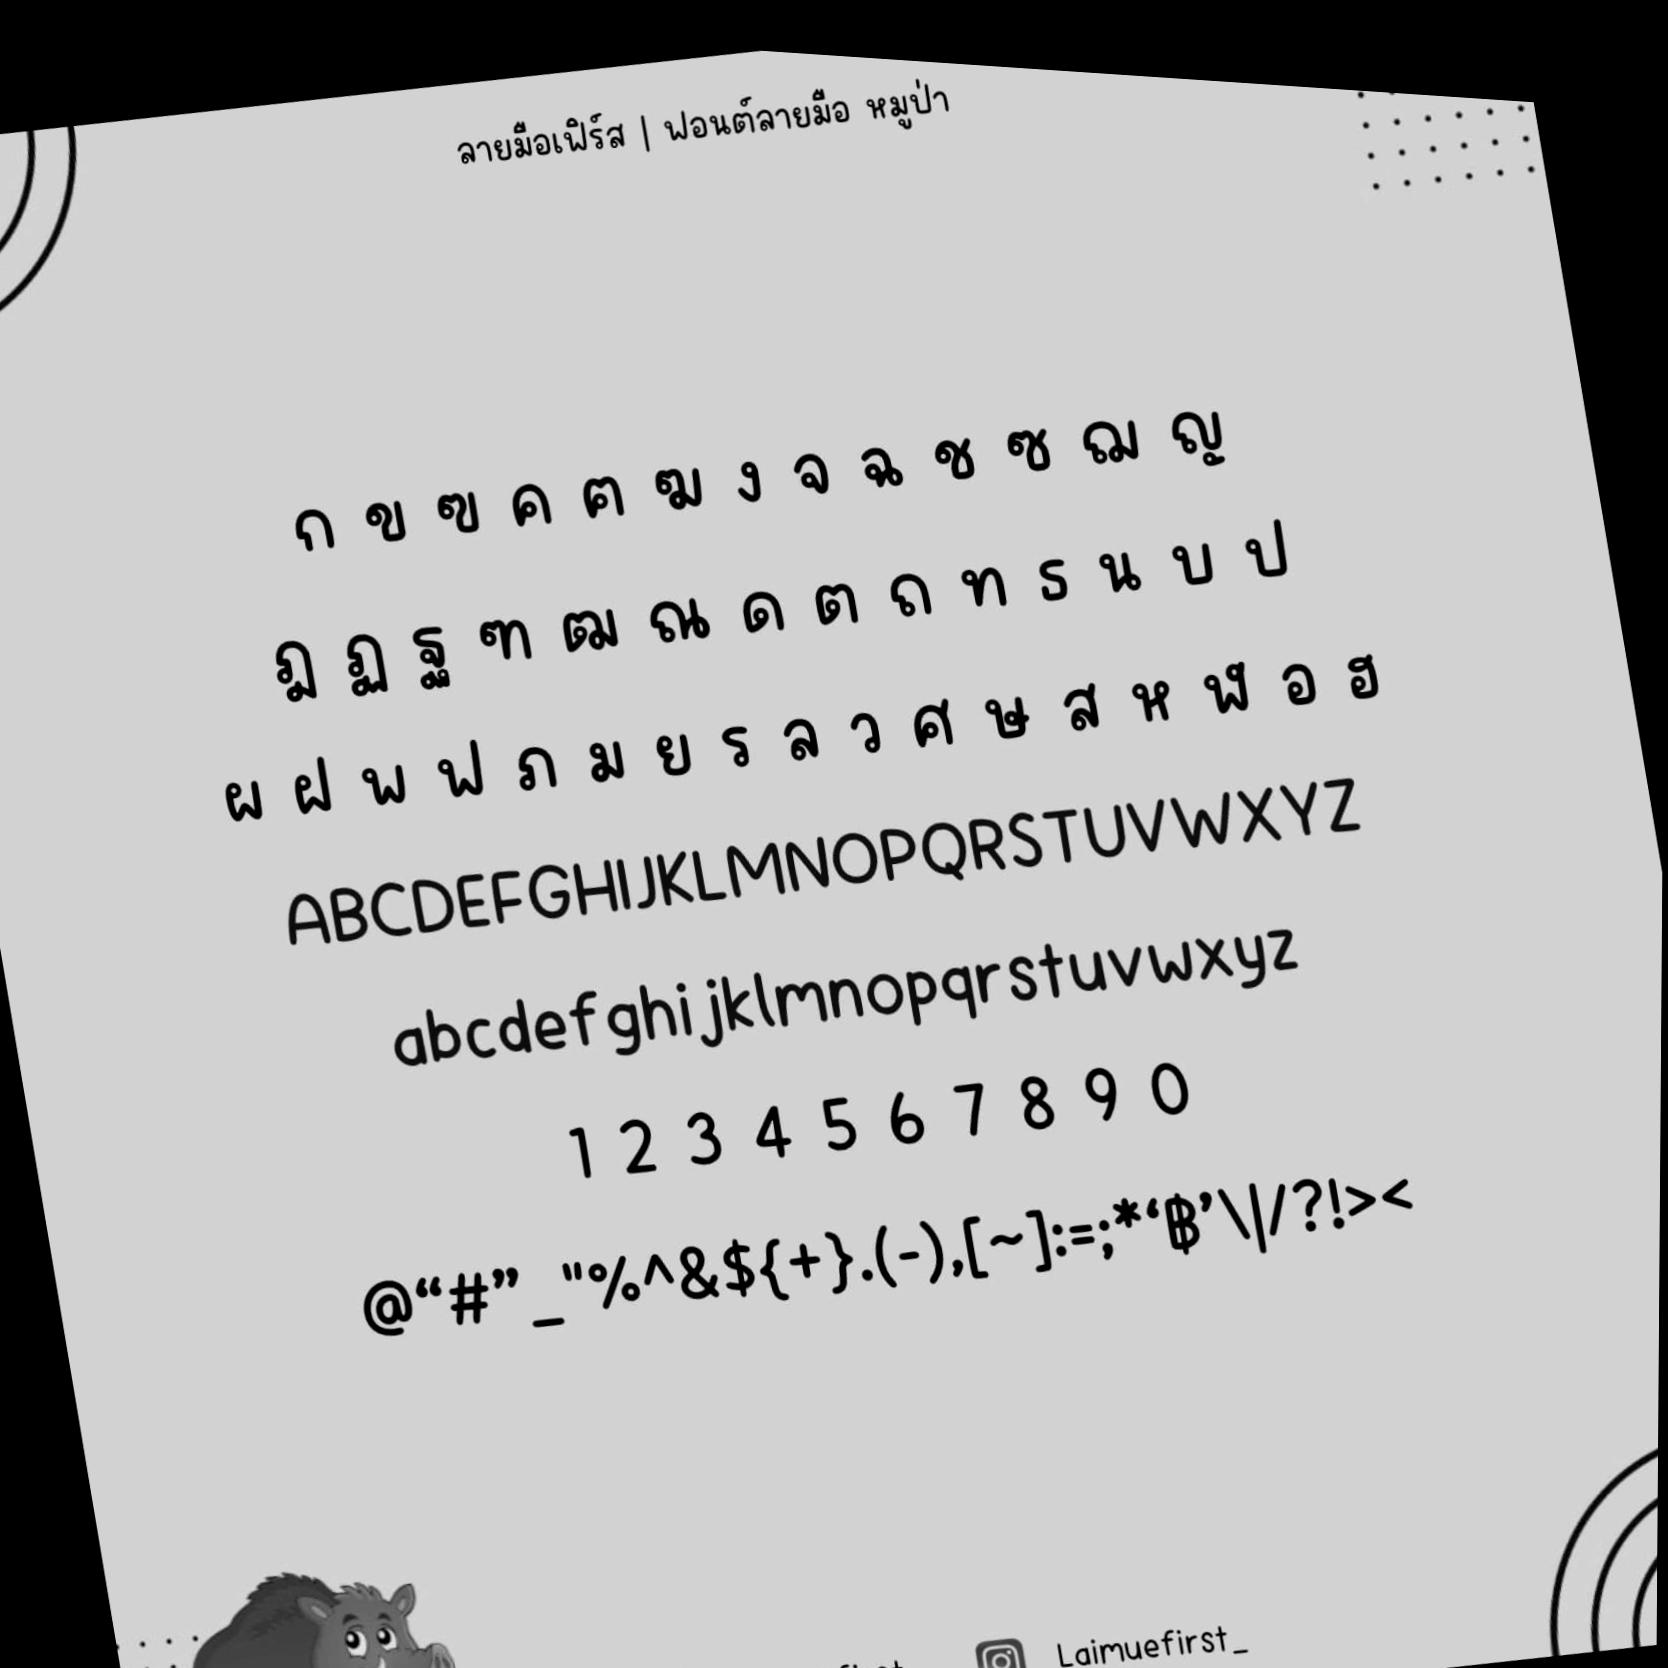 ลายมือเฟิร์ส | ฟอนต์ลายมือ หมูป่า
ก ข ฃ ค ฅ ฆ ง จ ฉ ช ซ ฌ ญ
ฎ ฏ ฐ ฑ ฒ ณ ด ต ถ ท ธ น บ ป
ผ ฝ พ ฟ ภ ม ย ร ล ว ศ ษ ส ห ฬ อ ฮ
ABCDEFGHIJKLMNOPQRSTUVWXYZ
abcdefghijklmnopqrstuvwxyz
1 2 3 4 5 6 7 8 9 0
@“#”_"%^&${+}.(-),[~]:=;*‘฿’\|/?!><
Laimuefirst_